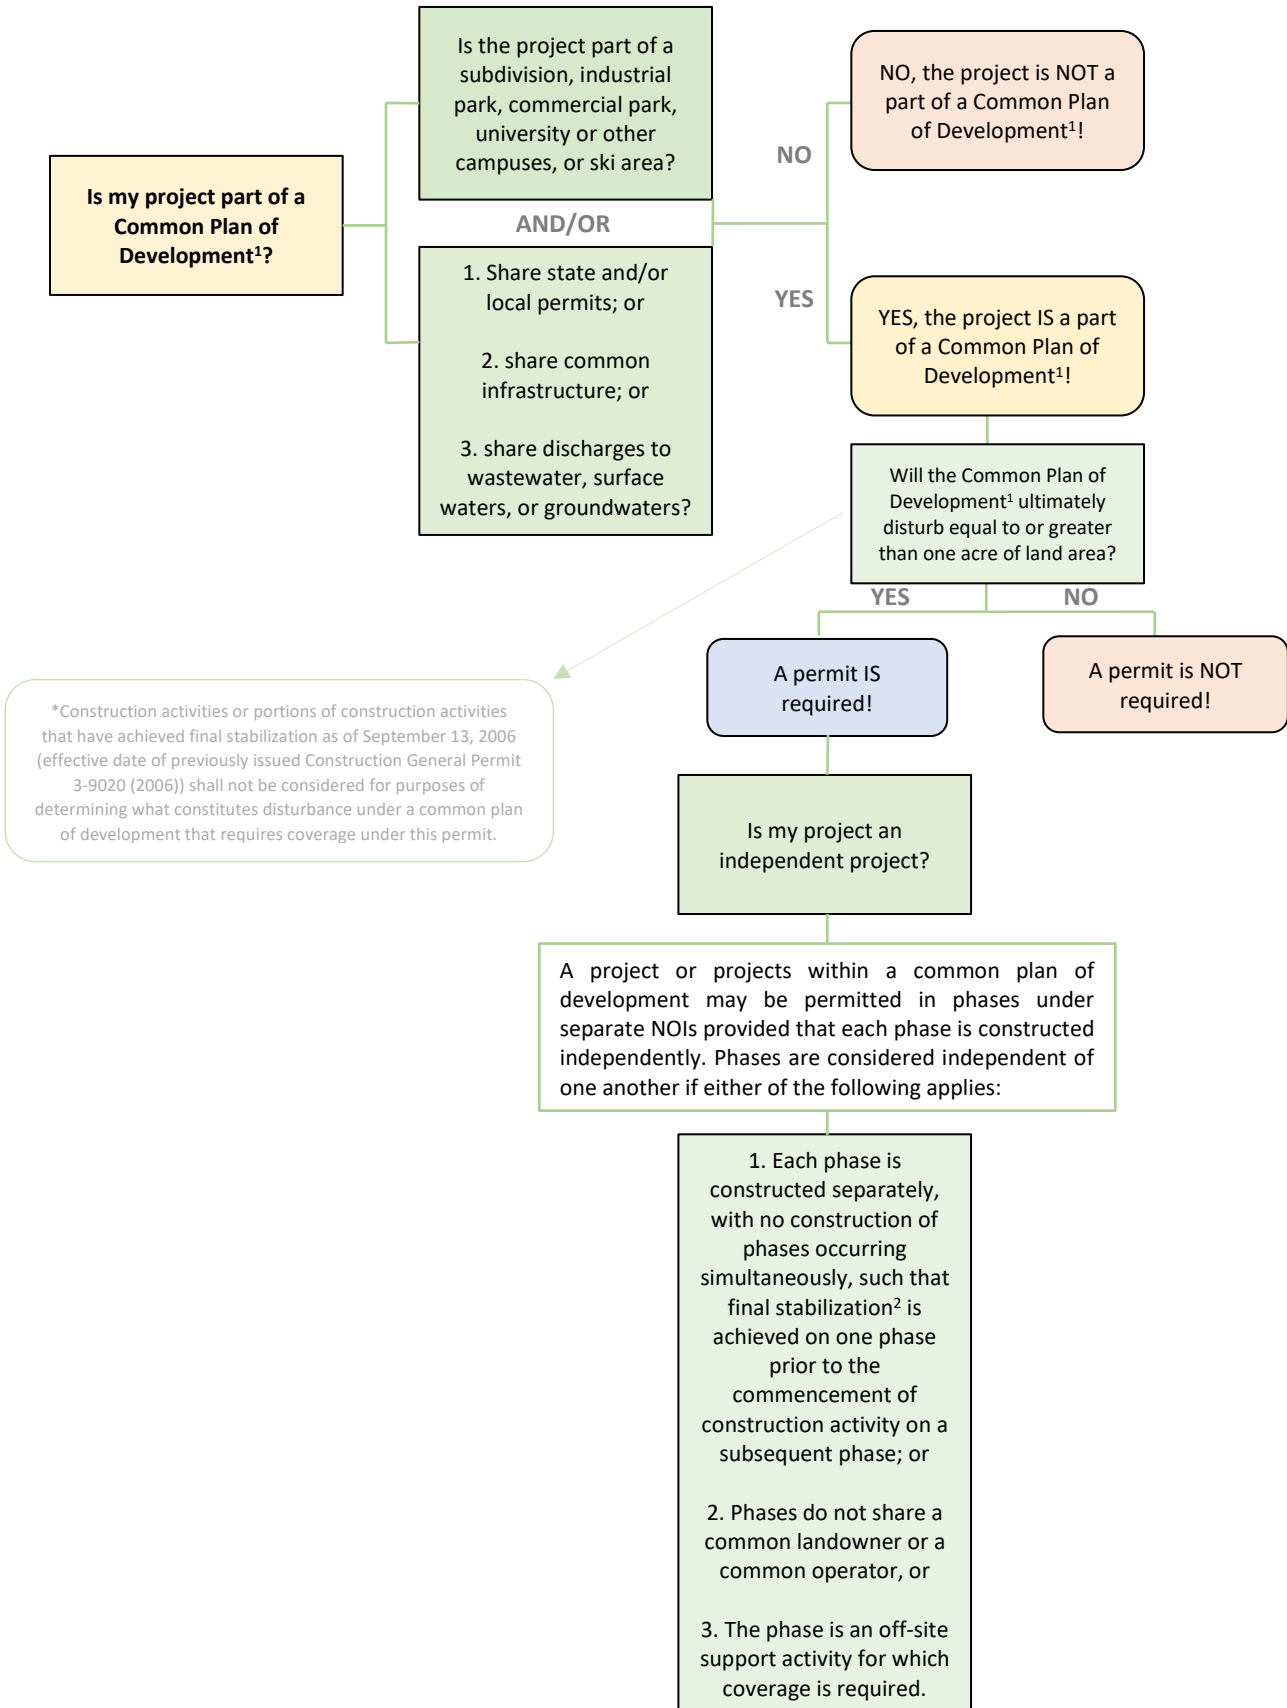 Is my project part of a
Common Plan of
Development¹?
Is the project part of a
subdivision, industrial
park, commercial park,
university or other
campuses, or ski area?
AND/OR
1. Share state and/or
local permits; or
2. share common
infrastructure; or
3. share discharges to
wastewater, surface
waters, or groundwaters?
NO
NO, the project is NOT a
part of a Common Plan
of Development¹!
YES
YES, the project IS a part
of a Common Plan of
Development¹!
Will the Common Plan of
Development¹ ultimately
disturb equal to or greater
than one acre of land area?
YES
NO
A permit IS
required!
A permit is NOT
required!
*Construction activities or portions of construction activities
that have achieved final stabilization as of September 13, 2006
(effective date of previously issued Construction General Permit
3-9020 (2006)) shall not be considered for purposes of
determining what constitutes disturbance under a common plan
of development that requires coverage under this permit.
Is my project an
independent project?
A project or projects within a common plan of
development may be permitted in phases under
separate NOIs provided that each phase is constructed
independently. Phases are considered independent of
one another if either of the following applies:
1. Each phase is
constructed separately,
with no construction of
phases occurring
simultaneously, such that
final stabilization² is
achieved on one phase
prior to the
commencement of
construction activity on a
subsequent phase; or
2. Phases do not share a
common landowner or a
common operator, or
3. The phase is an off-site
support activity for which
coverage is required.